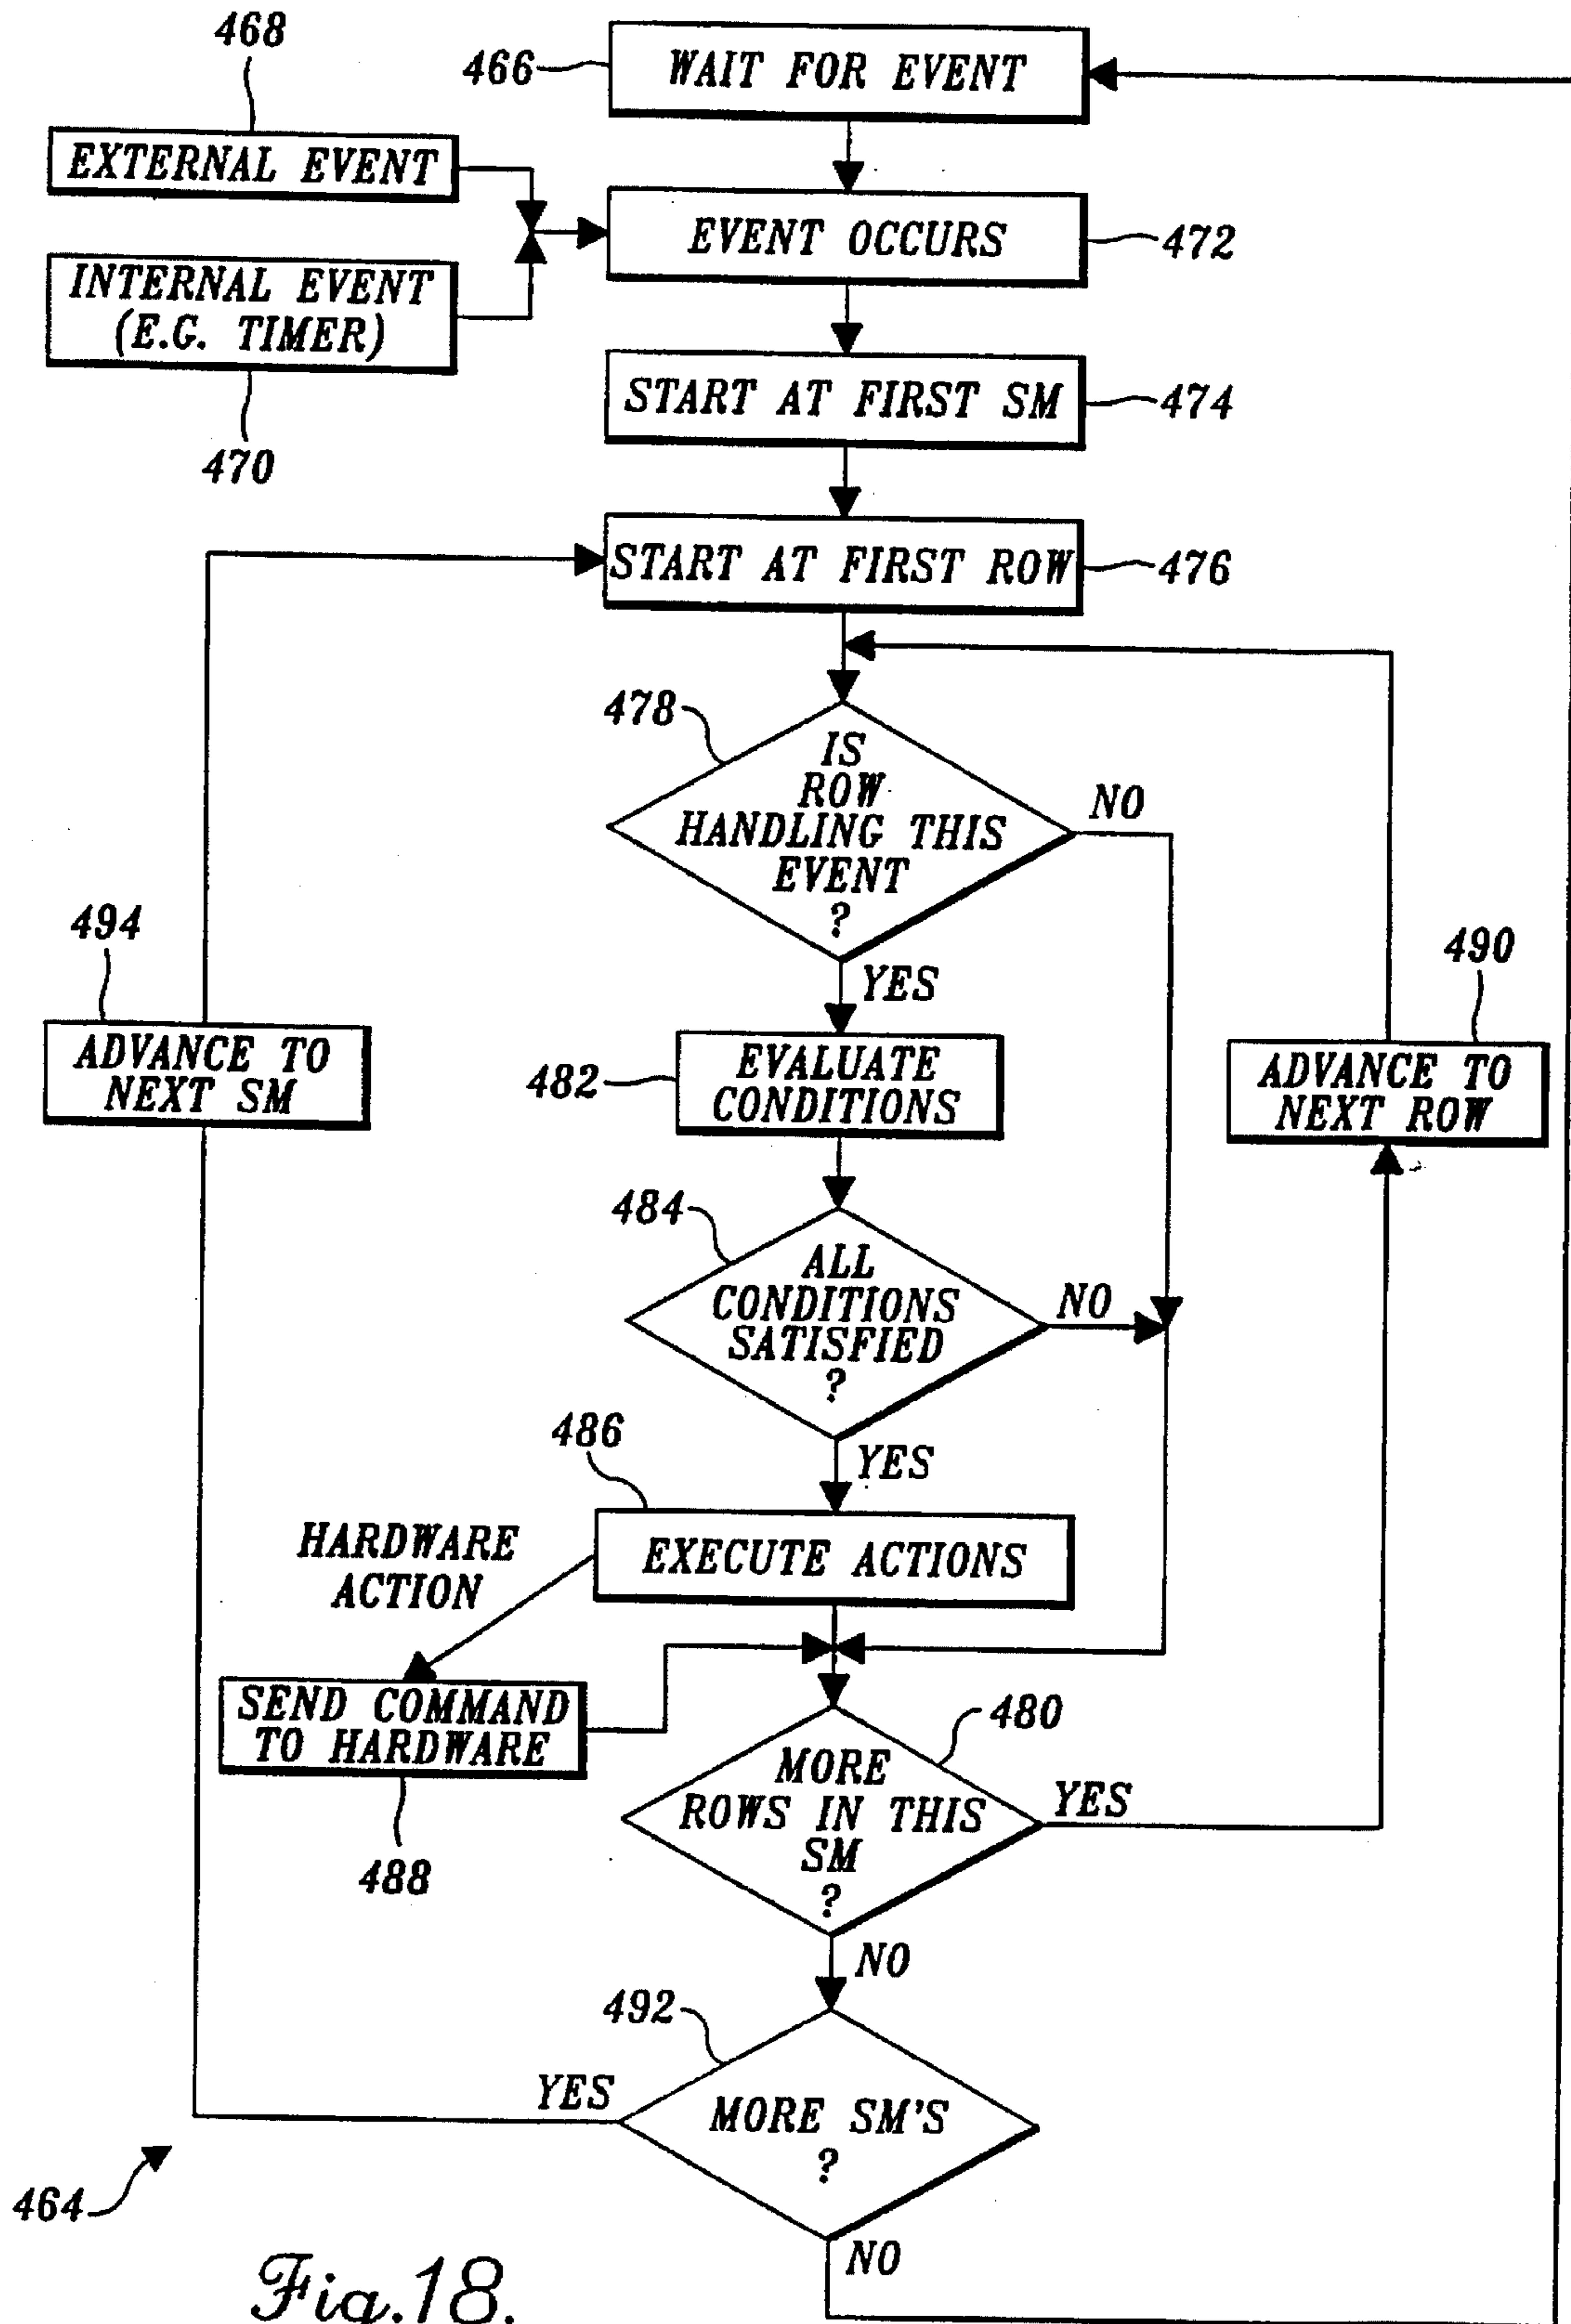 468
466
WAIT FOR EVENT
EXTERNAL EVENT
EVENT OCCURS
472
INTERNAL EVENT
(E.G. TIMER)
470
START AT FIRST SM
474
START AT FIRST ROW
476
478
IS
ROW
HANDLING THIS
EVENT
?
NO
YES
494
ADVANCE TO
NEXT SM
490
ADVANCE TO
NEXT ROW
482
EVALUATE
CONDITIONS
484
ALL
CONDITIONS
SATISFIED
?
NO
YES
486
EXECUTE ACTIONS
HARDWARE
ACTION
SEND COMMAND
TO HARDWARE
488
480
MORE
ROWS IN THIS
SM
?
YES
NO
492
MORE SM'S
?
YES
NO
464
Fig.18.